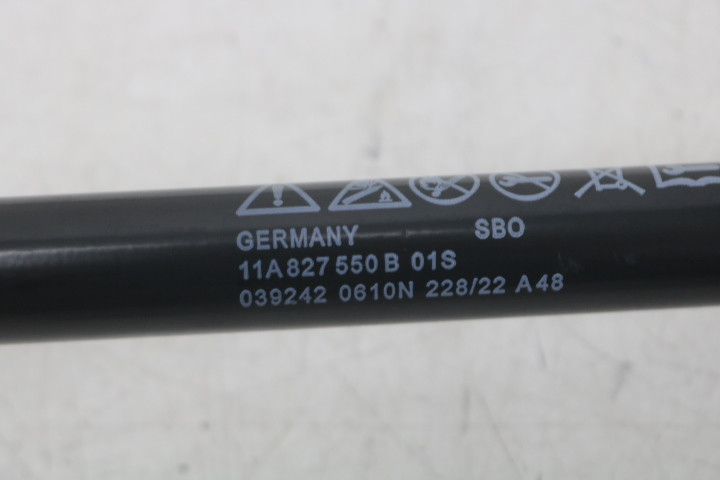 GERMANY SBO
11A 827 550 B 01S
039242 0610N 228/22 A48